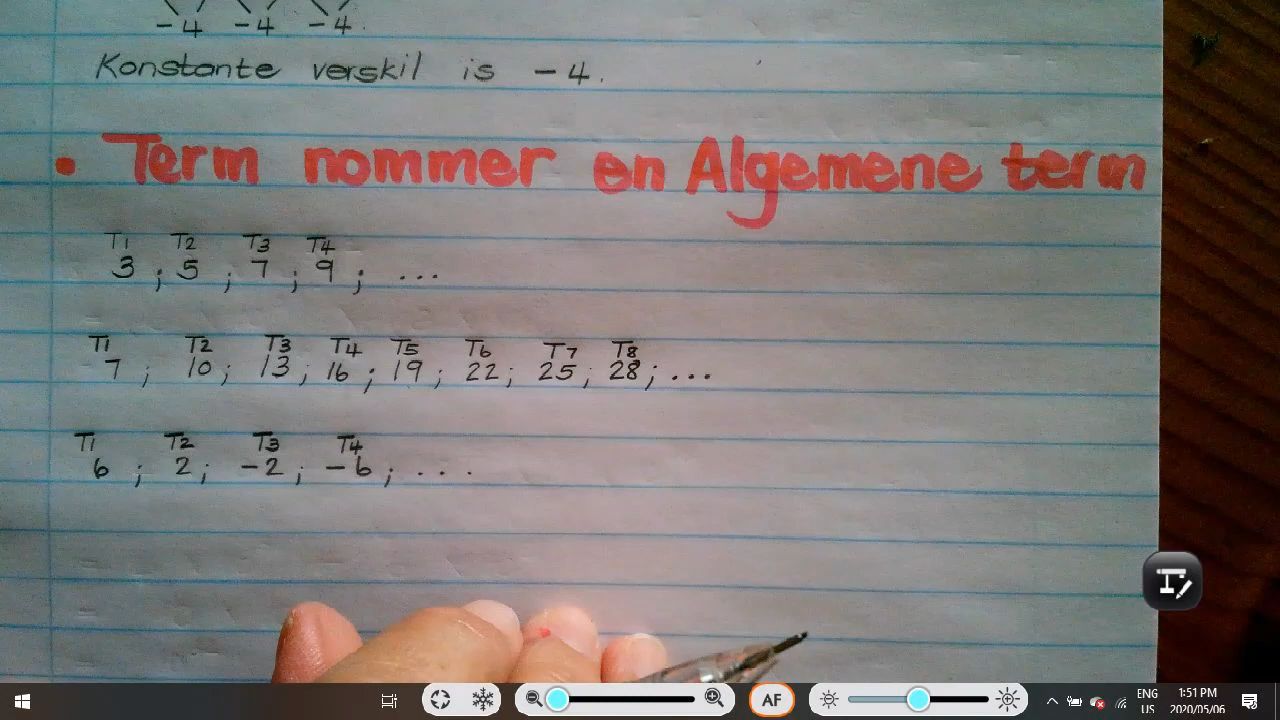 -4 -4 -4.
Konstante verskil is -4.
• Term nommer en Algemene term
T1 T2 T3 T4
3 ; 5 ; 7 ; 9 ; ...
T1 T2 T3 T4 T5 T6 T7 T8
7 ; 10 ; 13 ; 16 ; 19 ; 22 ; 25 ; 28 ; ...
T1 T2 T3 T4
6 ; 2 ; -2 ; -6 ; ....
AF
ENG
US
1:51 PM
2020/05/06